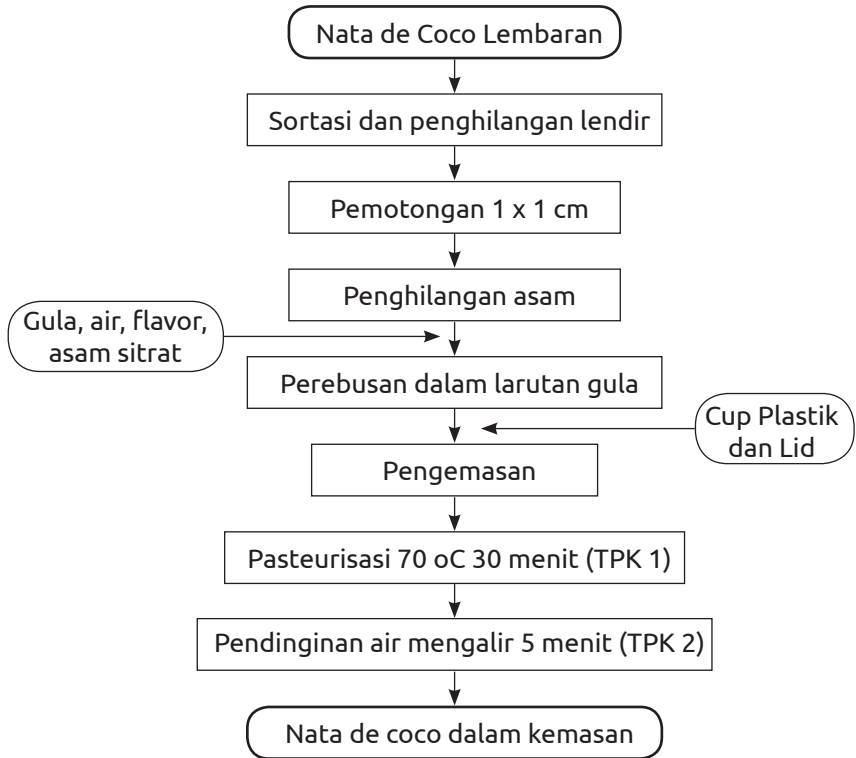 Nata de Coco Lembaran
Sortasi dan penghilangan lendir
Pemotongan 1 x 1 cm
Penghilangan asam
Gula, air, flavor,
asam sitrat
Perebusan dalam larutan gula
Cup Plastik
dan Lid
Pengemasan
Pasteurisasi 70 oC 30 menit (TPK 1)
Pendinginan air mengalir 5 menit (TPK 2)
Nata de coco dalam kemasan